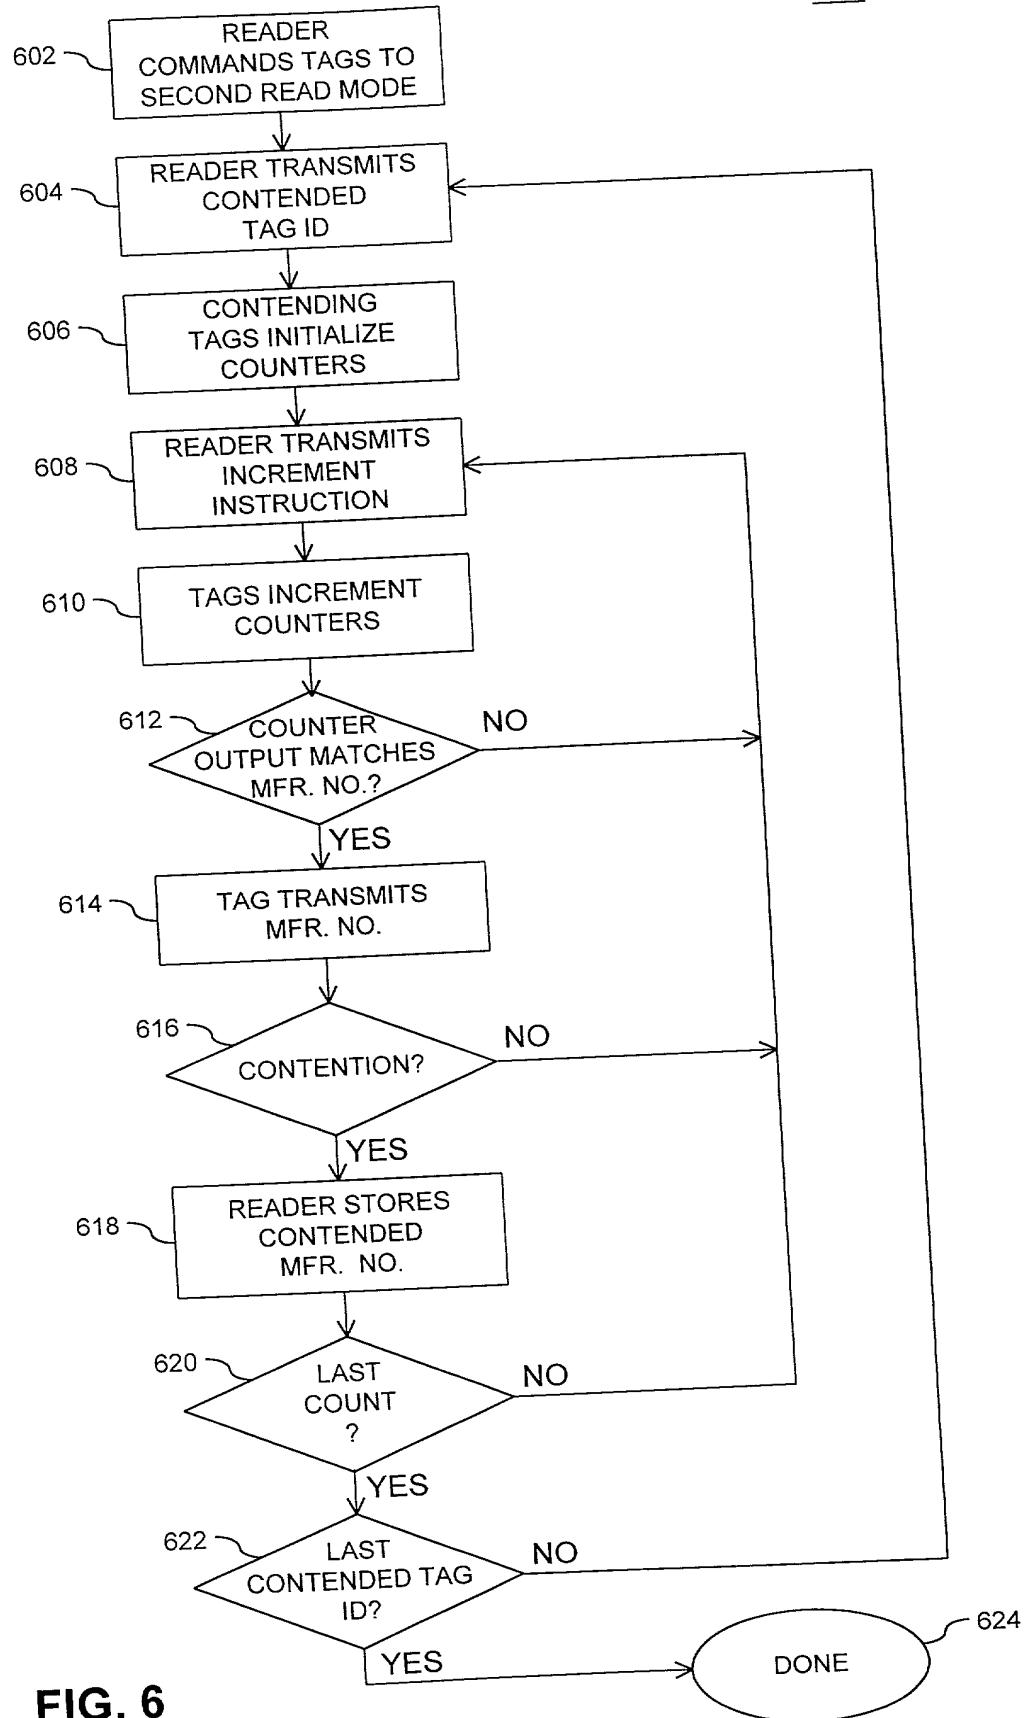 602
READER
COMMANDS TAGS TO
SECOND READ MODE
604
READER TRANSMITS
CONTENDED
TAG ID
606
CONTENDING
TAGS INITIALIZE
COUNTERS
608
READER TRANSMITS
INCREMENT
INSTRUCTION
610
TAGS INCREMENT
COUNTERS
612
COUNTER
OUTPUT MATCHES
MFR. NO.?
NO
YES
614
TAG TRANSMITS
MFR. NO.
616
CONTENTION?
NO
YES
618
READER STORES
CONTENDED
MFR. NO.
620
LAST
COUNT
?
NO
YES
622
LAST
CONTENDED TAG
ID?
NO
YES
DONE
624
FIG. 6